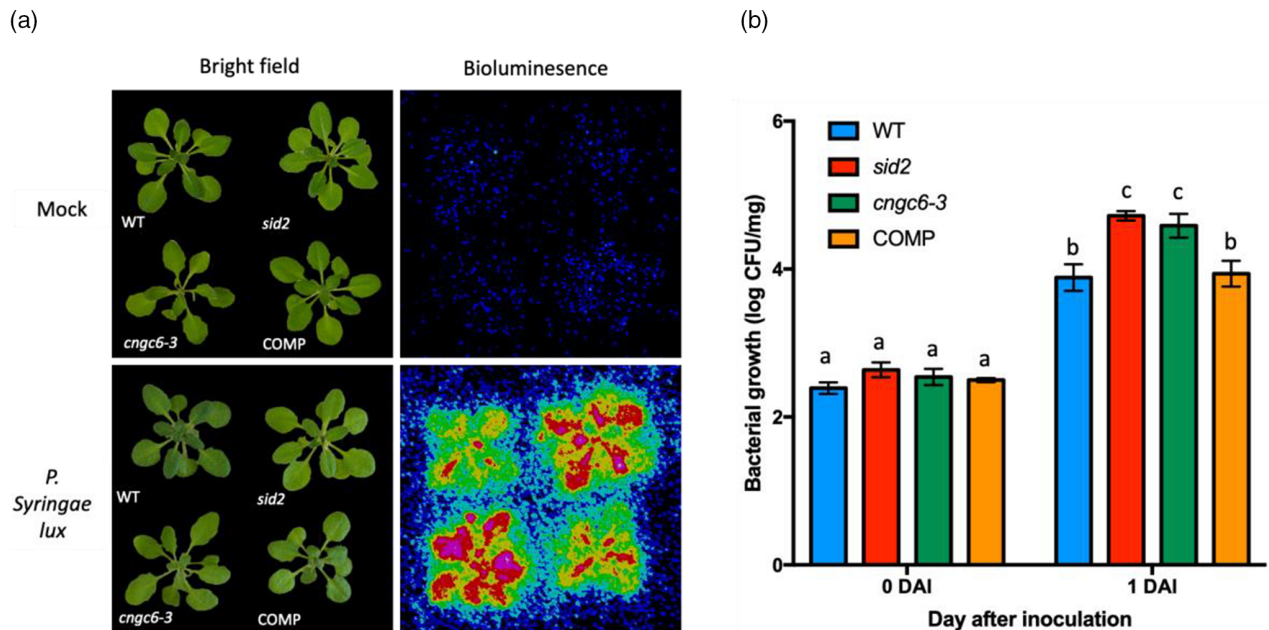 (a)
Bright field
Bioluminesence
Mock
WT
sid2
cngc6-3
COMP
P.
Syringae
lux
WT
sid2
cngc6-3
COMP
(b)
6
4
2
0
Bacterial growth (log CFU/mg)
WT
sid2
cngc6-3
COMP
a
a
a
a
b
c
c
b
0 DAI
1 DAI
Day after inoculation